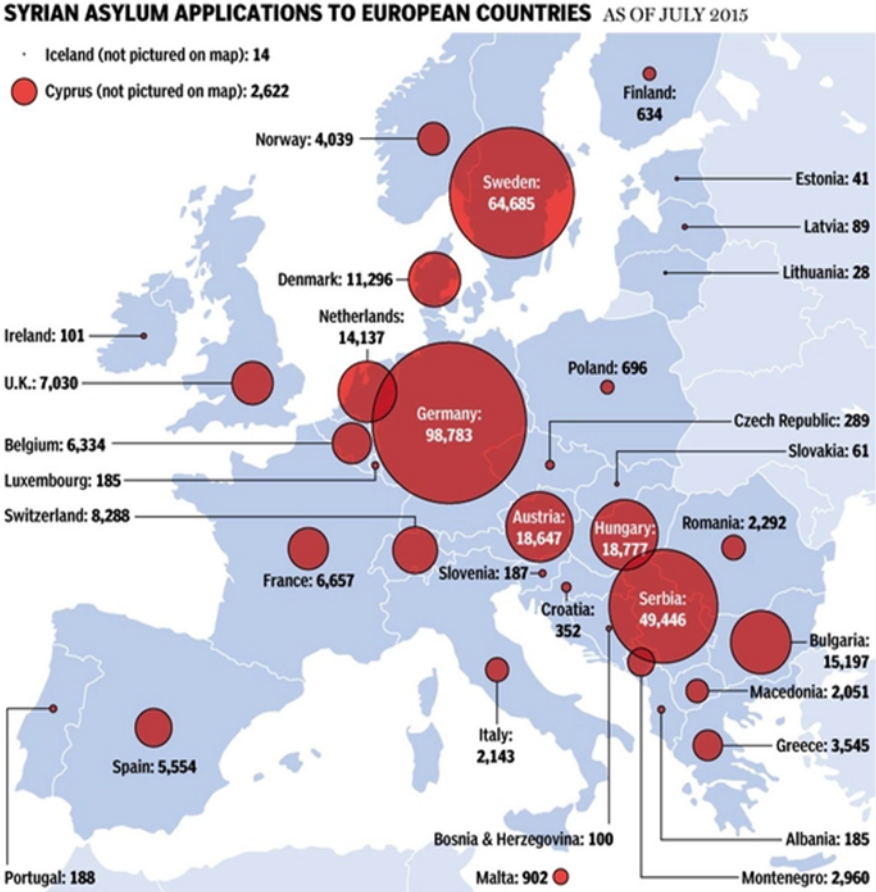 SYRIAN ASYLUM APPLICATIONS TO EUROPEAN COUNTRIES AS OF JULY 2015
Iceland (not pictured on map): 14
Cyprus (not pictured on map): 2,622
Finland:
634
Norway: 4,039
Sweden:
64,685
Estonia: 41
Latvia: 89
Lithuania: 28
Denmark: 11,296
Netherlands:
14,137
Ireland: 101
U.K.: 7,030
Poland: 696
Germany:
98,783
Czech Republic: 289
Belgium: 6,334
Slovakia: 61
Luxembourg: 185
Switzerland: 8,288
Austria:
18,647
Hungary:
18,777
Romania: 2,292
France: 6,657
Slovenia: 187
Croatia:
352
Serbia:
49,446
Bulgaria:
15,197
Macedonia: 2,051
Italy:
2,143
Greece: 3,545
Spain: 5,554
Bosnia & Herzegovina: 100
Albania: 185
Portugal: 188
Malta: 902
Montenegro: 2,960